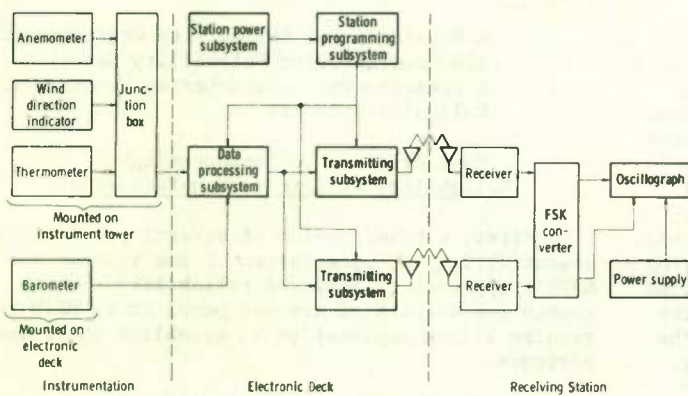 Anemometer
Wind
direction
indicator
Thermometer
Mounted on
instrument tower
Barometer
Mounted on
electronic
deck
Junc-
tion
box
Instrumentation
Station power
subsystem
Station
programming
subsystem
Data
processing
subsystem
Transmitting
subsystem
Transmitting
subsystem
Electronic Deck
Receiver
Receiver
FSK
con-
verter
Oscillograph
Power supply
Receiving Station